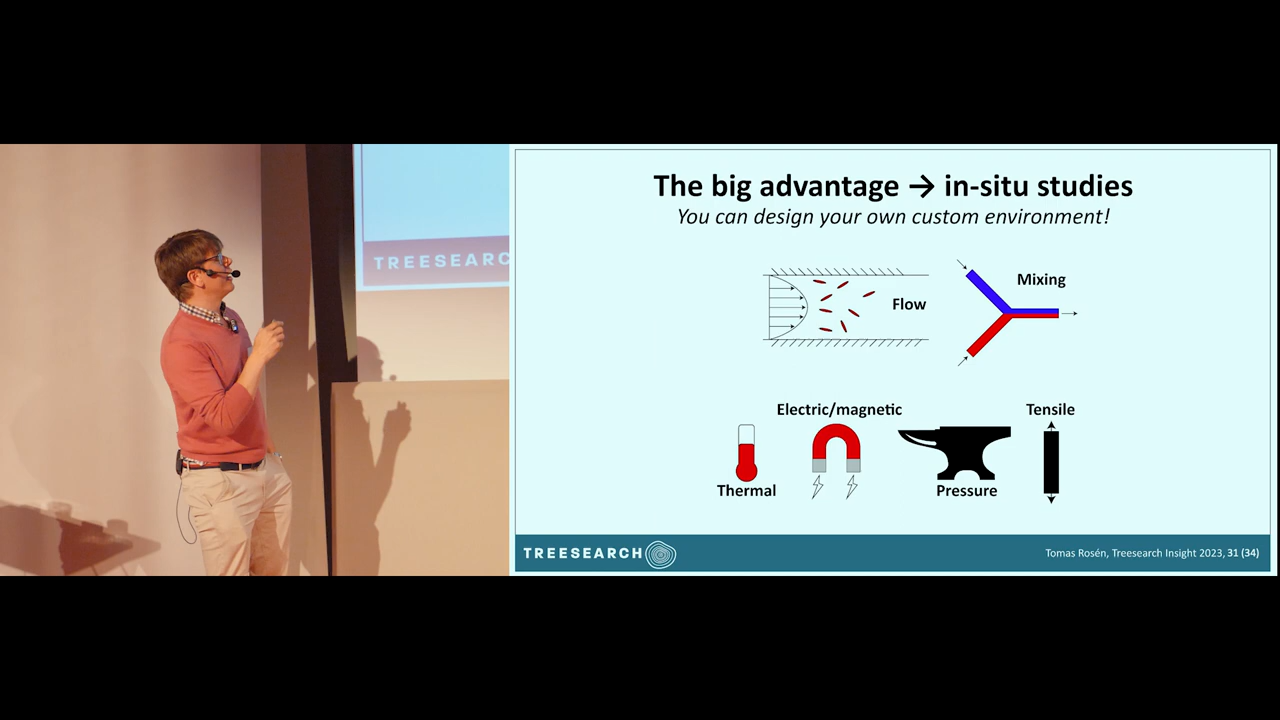 TREESEARC
The big advantage → in-situ studies
You can design your own custom environment!
Flow
Mixing
Electric/magnetic
Tensile
Thermal
Pressure
TREESEARCH
Tomas Rosén, Treesearch Insight 2023, 31 (34)